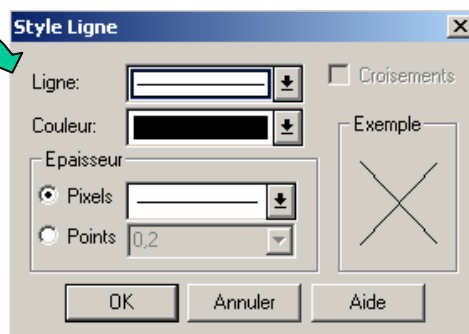 Style Ligne
Ligne:
Croisements
Couleur:
Exemple
Epaisseur
Pixels
Points 0,2
OK Annuler Aide